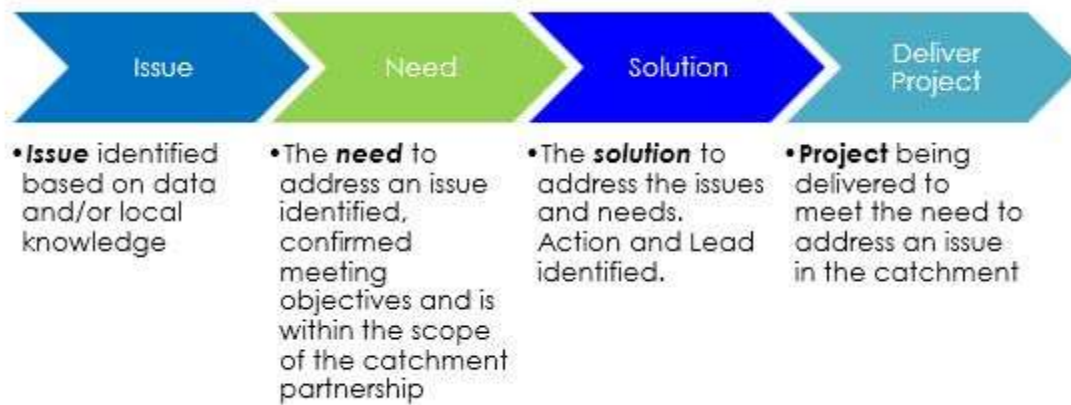 Issue
Need
Solution
Deliver
Project
•Issue identified
based on data
and/or local
knowledge
•The need to
address an issue
identified,
confirmed
meeting
objectives and is
within the scope
of the catchment
partnership
•The solution to
address the issues
and needs.
Action and Lead
identified.
•Project being
delivered to
meet the need to
address an issue
in the catchment